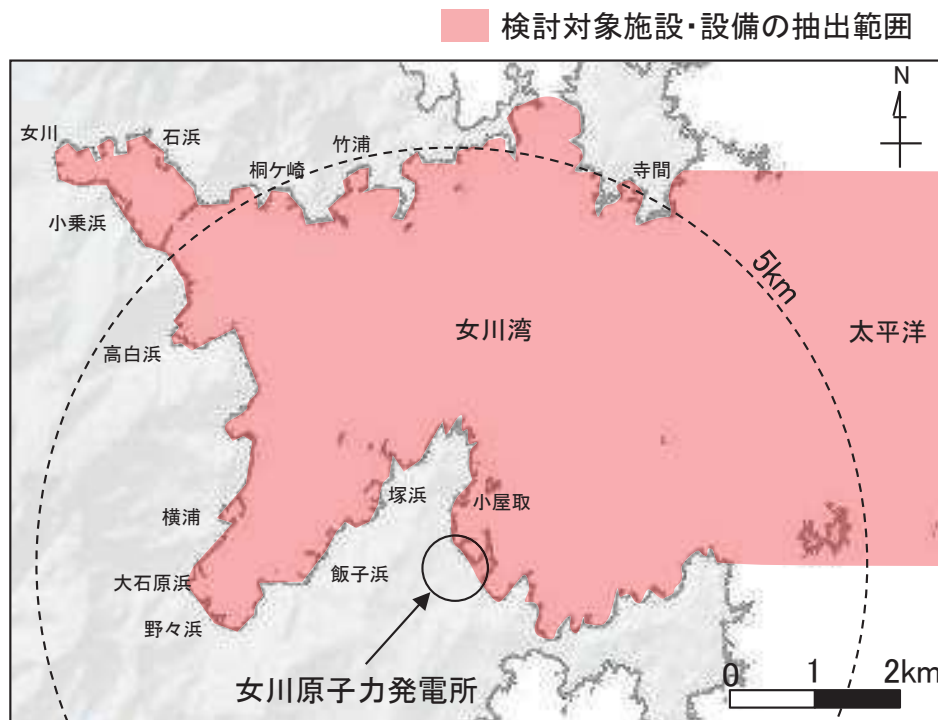 検討対象施設・設備の抽出範囲
N
女川
石浜
竹浦
桐ケ崎
寺間
小乗浜
5km
女川湾
太平洋
高白浜
塚浜
小屋取
横浦
飯子浜
大石原浜
野々浜
女川原子力発電所
0 1 2km